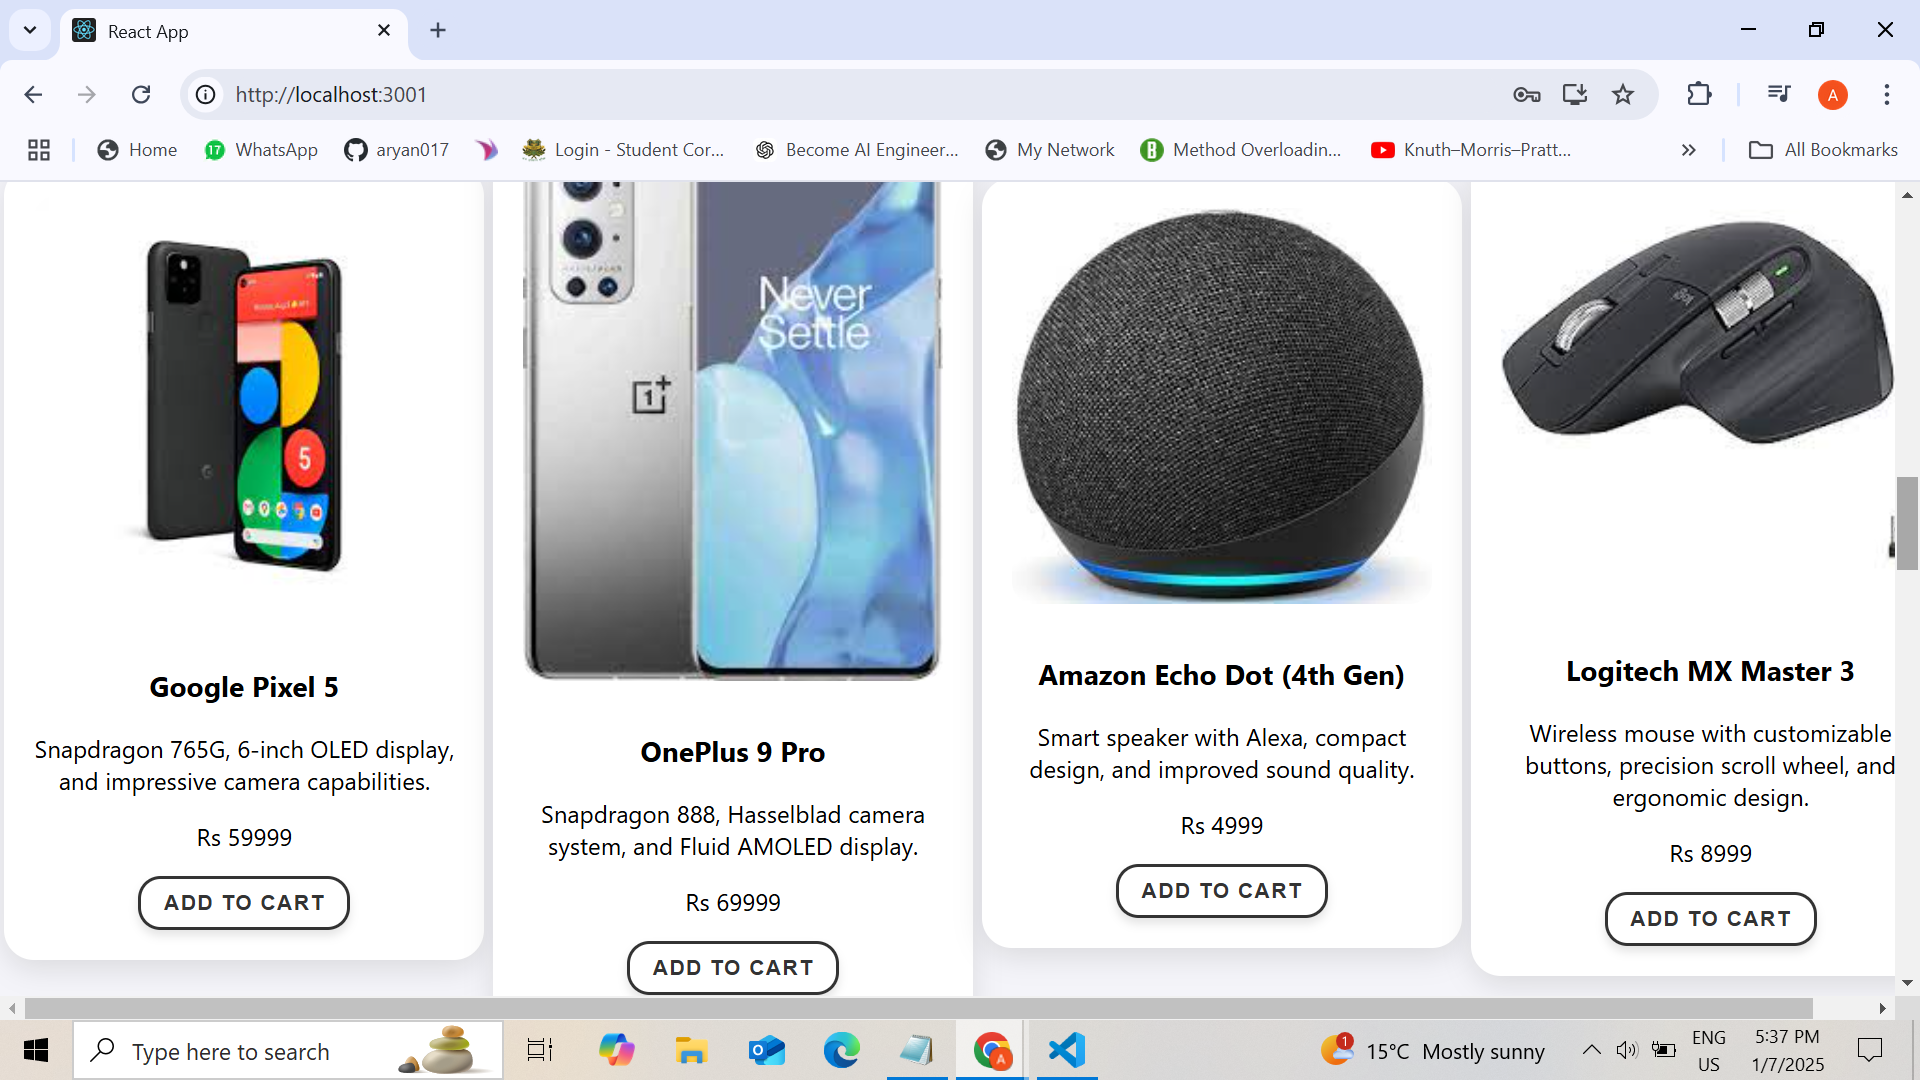 React App
http://localhost:3001
A
Home
17
WhatsApp
aryan017
Login - Student Cor...
Become AI Engineer...
My Network
B
Method Overloadin...
Knuth–Morris–Pratt...
All Bookmarks
5
Google Pixel 5
Snapdragon 765G, 6-inch OLED display,
and impressive camera capabilities.
Rs 59999
ADD TO CART
HASSELBLAD
1+
Never
Settle
OnePlus 9 Pro
Snapdragon 888, Hasselblad camera
system, and Fluid AMOLED display.
Rs 69999
ADD TO CART
Amazon Echo Dot (4th Gen)
Smart speaker with Alexa, compact
design, and improved sound quality.
Rs 4999
ADD TO CART
logi
Logitech MX Master 3
Wireless mouse with customizable
buttons, precision scroll wheel, and
ergonomic design.
Rs 8999
ADD TO CART
Type here to search
A
1
15°C Mostly sunny
ENG
US
5:37 PM
1/7/2025